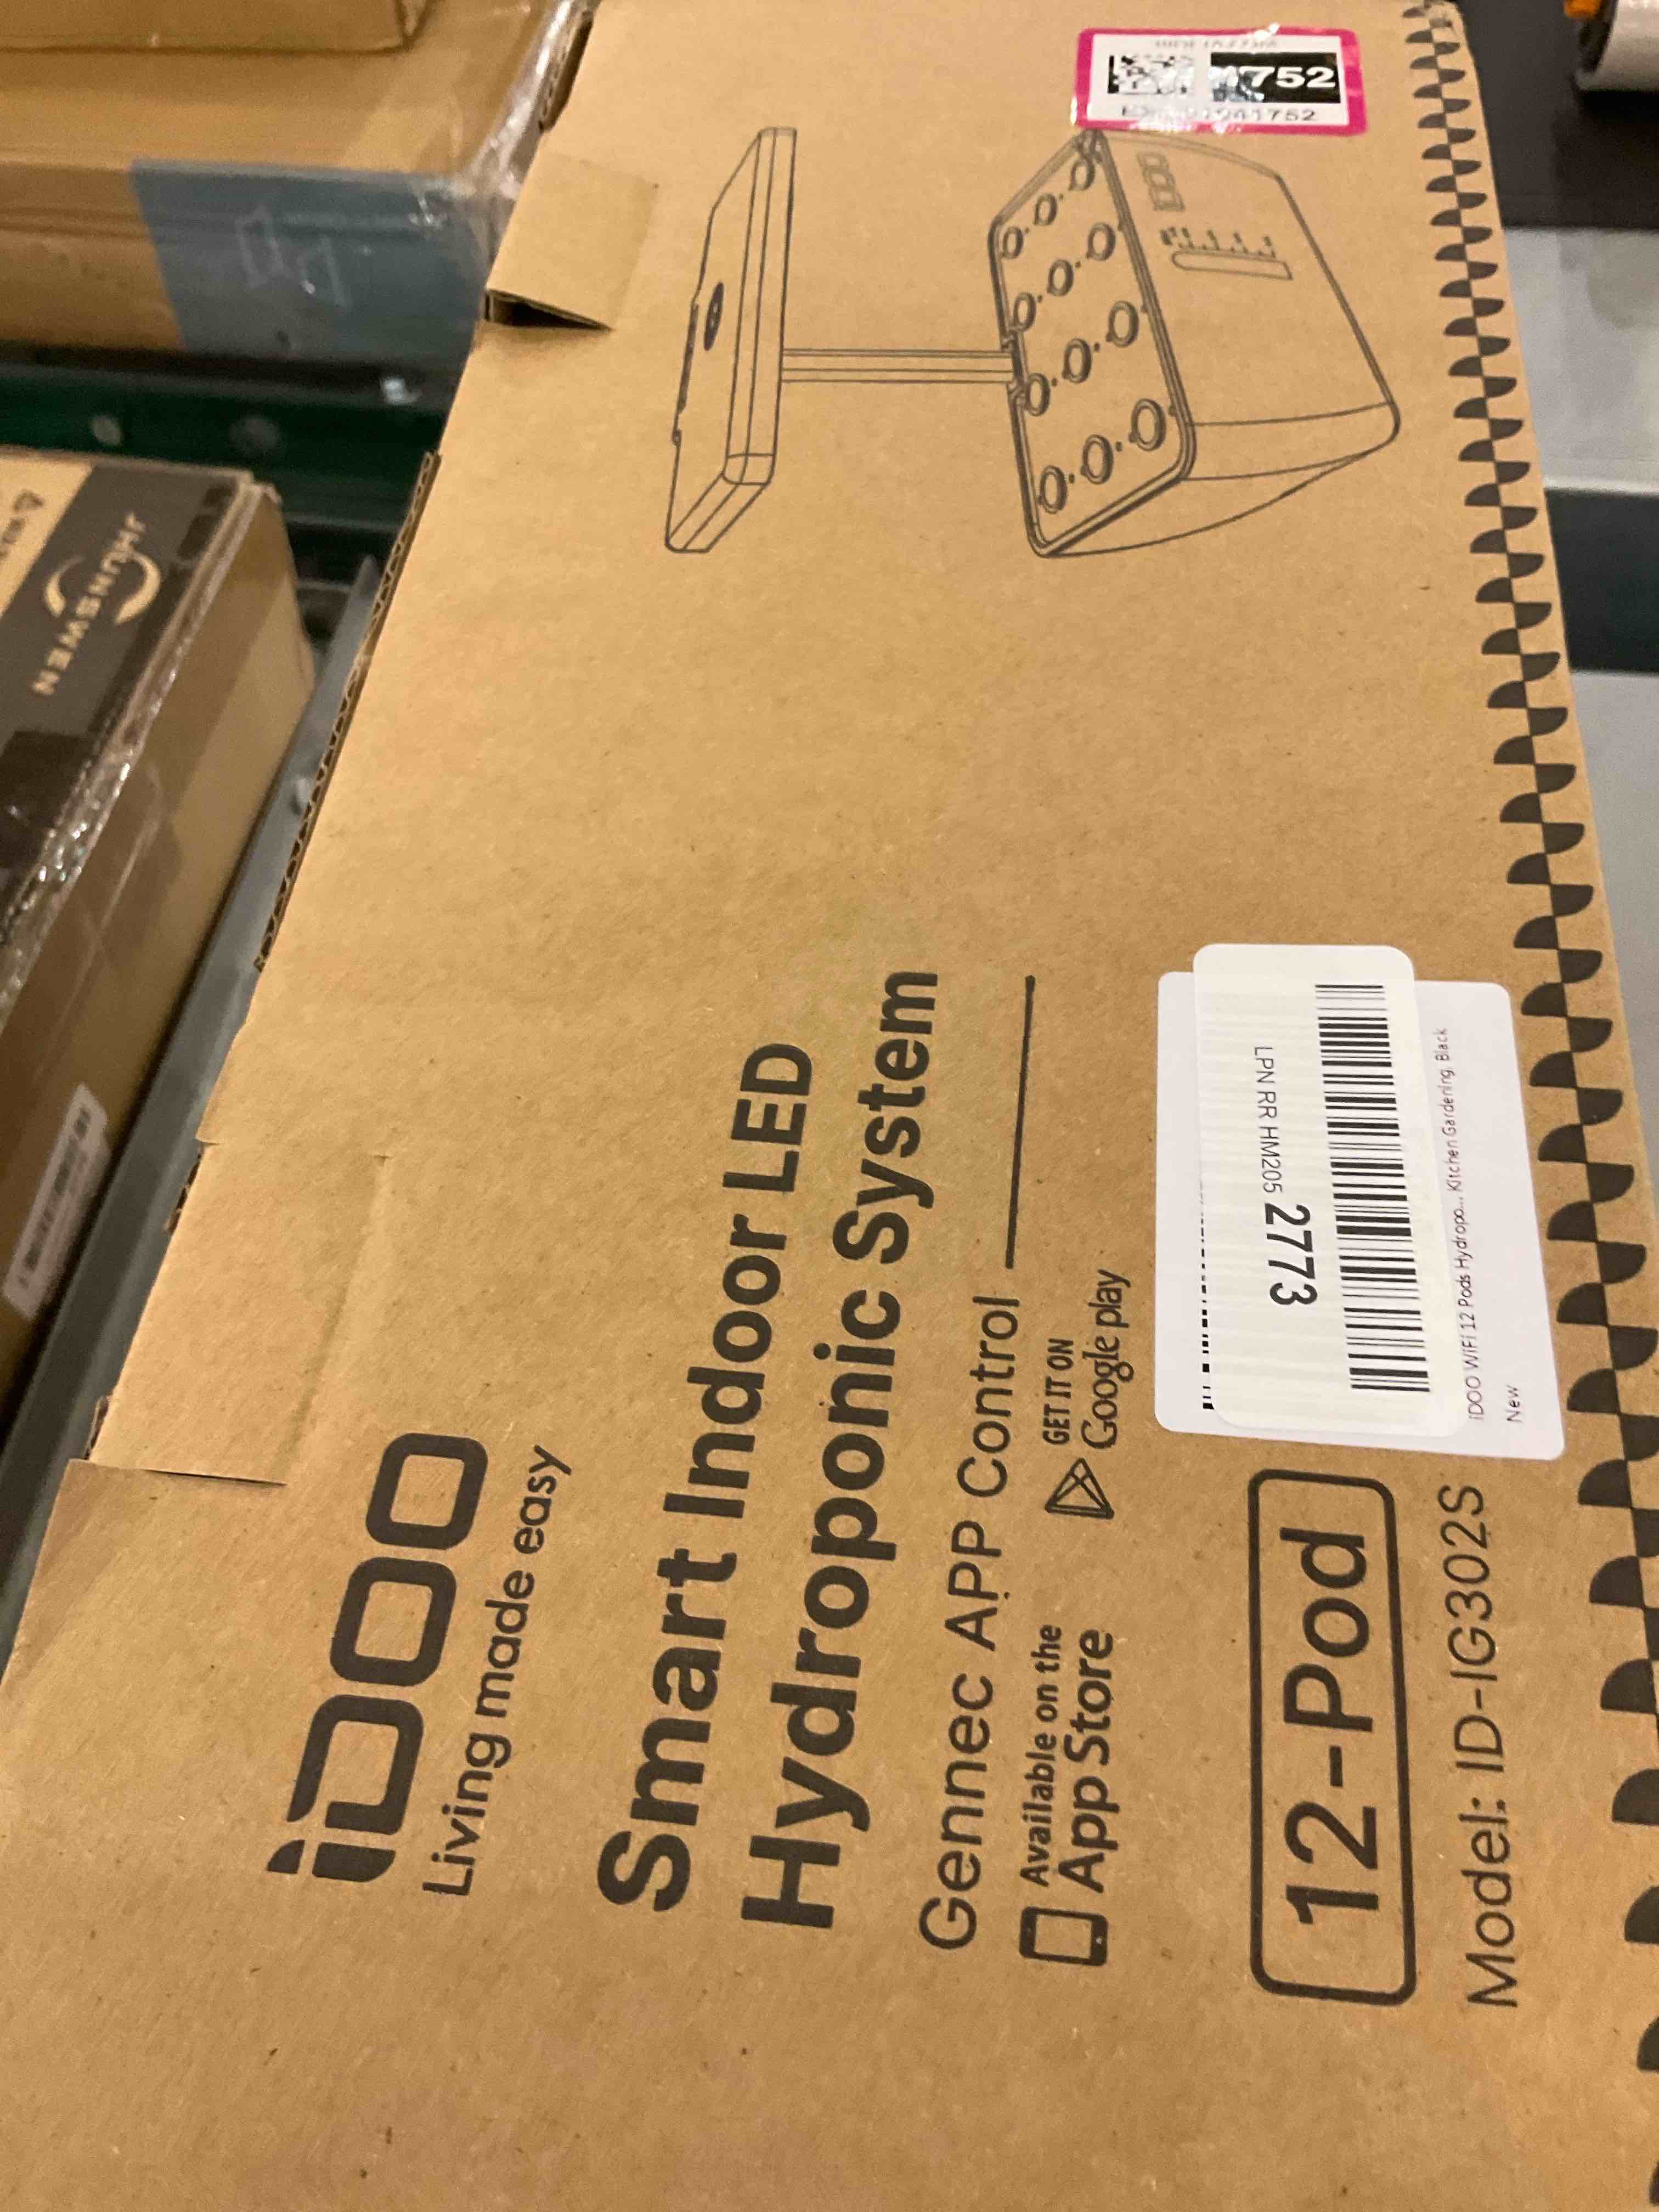 iDOO
Living made easy
Smart Indoor LED
Hydroponic System
Gennec APP Control
Available on the
App Store
GET IT ON
Google play
12-Pod
Model: ID-IG302S
LPN RR HM205 2773
iDOO WiFi 12 Pods Hydropo... Kitchen Gardening, Black
New
752
iDOO
JHUNSWEN